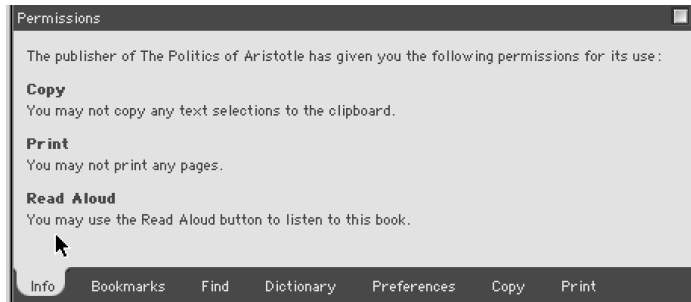 Permissions
The publisher of The Politics of Aristotle has given you the following permissions for its use:
Copy
You may not copy any text selections to the clipboard.
Print
You may not print any pages.
Read Aloud
You may use the Read Aloud button to listen to this book.
Info Bookmarks Find Dictionary Preferences Copy Print